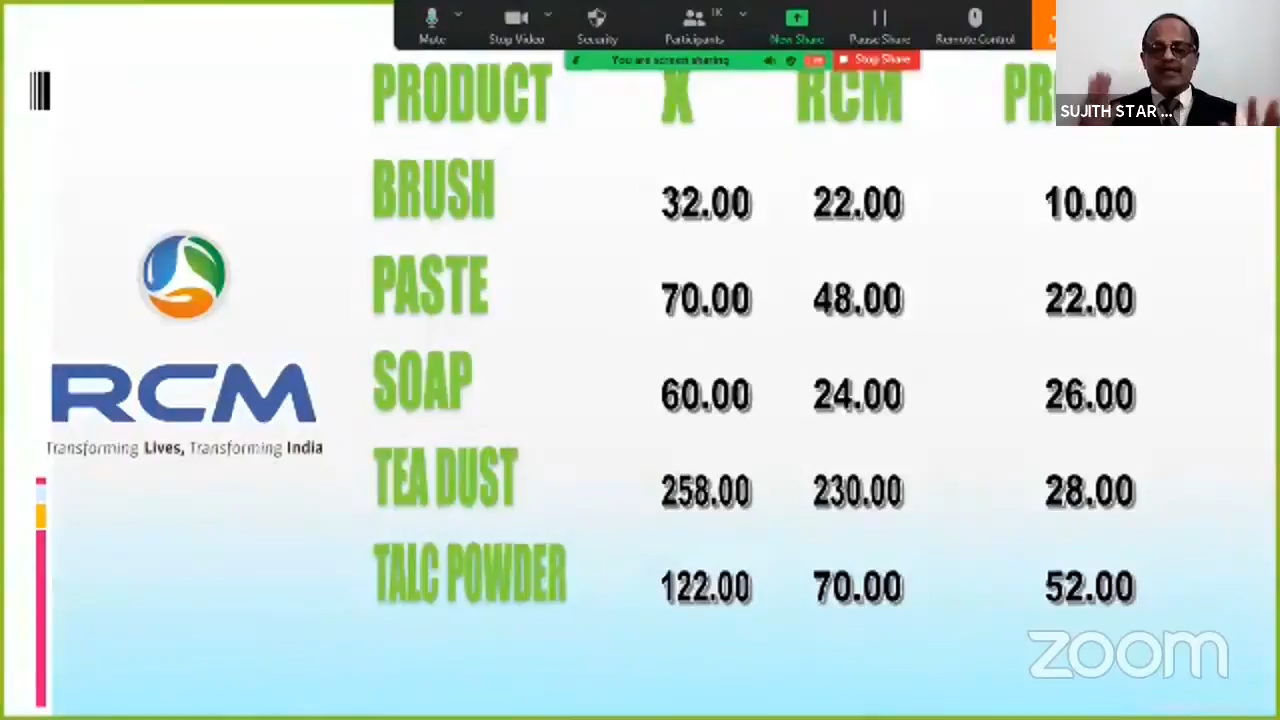 Mute
Stop Video
Security
Participants
1K
New Share
Pause Share
Remote Control
You are screen sharing
Stop Share
SUJITH STAR ...
PRODUCT X RCM PR
BRUSH 32.00 22.00 10.00
PASTE 70.00 48.00 22.00
SOAP 60.00 24.00 26.00
TEA DUST 258.00 230.00 28.00
TALC POWDER 122.00 70.00 52.00
RCM
Transforming Lives, Transforming India
zoom